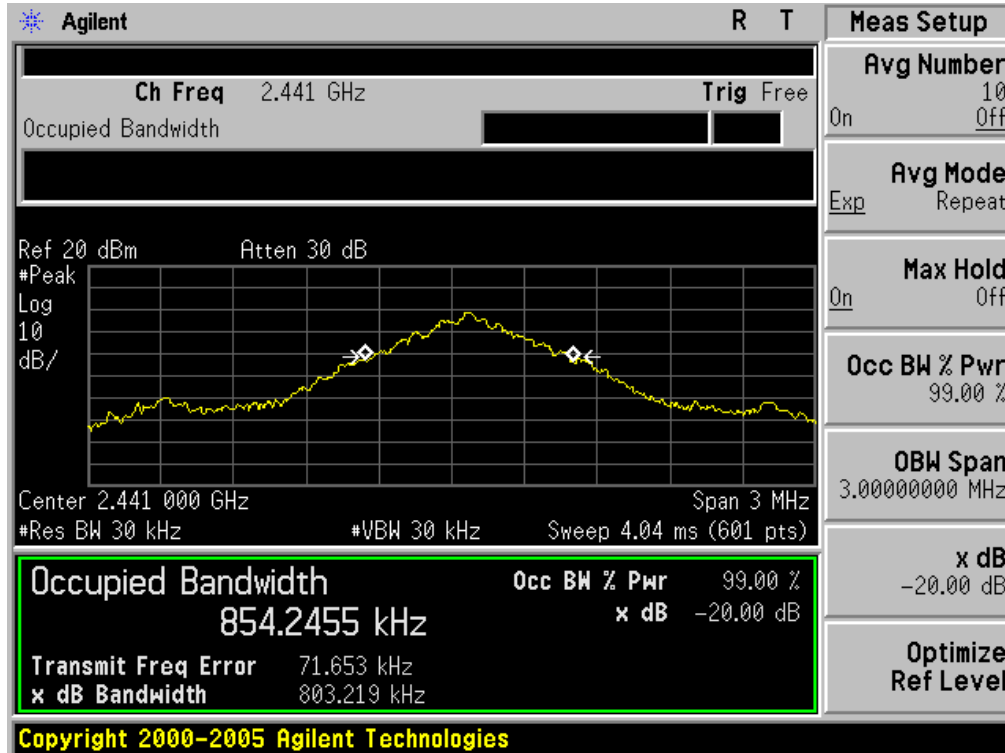 Agilent R T Meas Setup
Avg Number
10
On Off
Ch Freq 2.441 GHz Trig Free
Occupied Bandwidth
Avg Mode
Exp Repeat
Ref 20 dBm Atten 30 dB
#Peak
Log
10
dB/
Max Hold
On Off
Occ BW % Pwr
99.00 %
OBW Span
3.00000000 MHz
Center 2.441 000 GHz Span 3 MHz
#Res BW 30 kHz #VBW 30 kHz Sweep 4.04 ms (601 pts)
Occupied Bandwidth Occ BW % Pwr 99.00 %
854.2455 kHz x dB -20.00 dB
Transmit Freq Error 71.653 kHz
x dB Bandwidth 803.219 kHz
x dB
-20.00 dB
Optimize
Ref Level
Copyright 2000-2005 Agilent Technologies